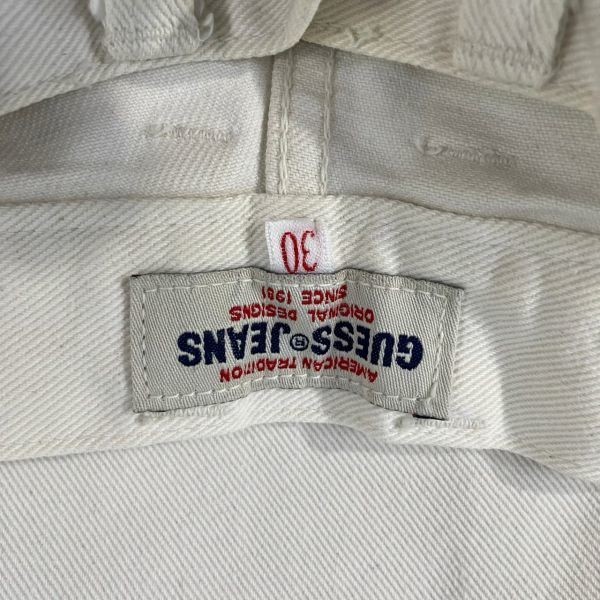 AMERICAN TRADITION
GUESS®JEANS
ORIGINAL DESIGNS
SINCE 1981
30